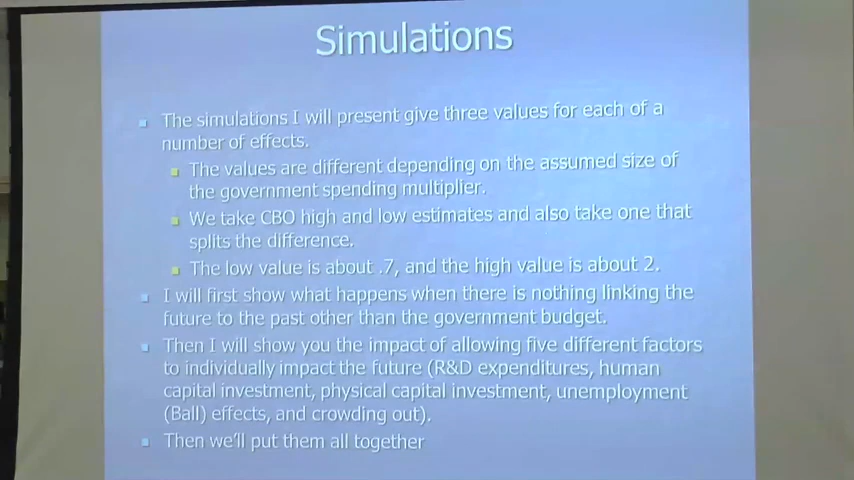 Simulations
The simulations I will present give three values for each of a
number of effects.
The values are different depending on the assumed size of
the government spending multiplier.
We take CBO high and low estimates and also take one that
splits the difference.
The low value is about .7, and the high value is about 2.
I will first show what happens when there is nothing linking the
future to the past other than the government budget.
Then I will show you the impact of allowing five different factors
to individually impact the future (R&D expenditures, human
capital investment, physical capital investment, unemployment
(Ball) effects, and crowding out).
Then we'll put them all together